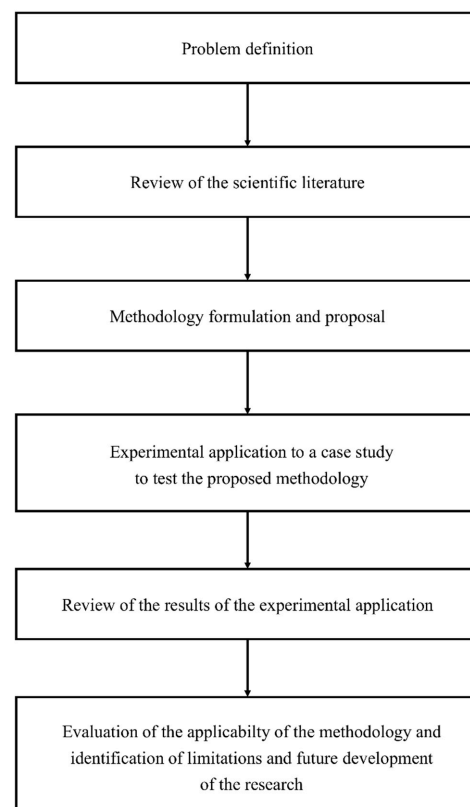 Problem definition
Review of the scientific literature
Methodology formulation and proposal
Experimental application to a case study
to test the proposed methodology
Review of the results of the experimental application
Evaluation of the applicabilty of the methodology and
identification of limitations and future development
of the research